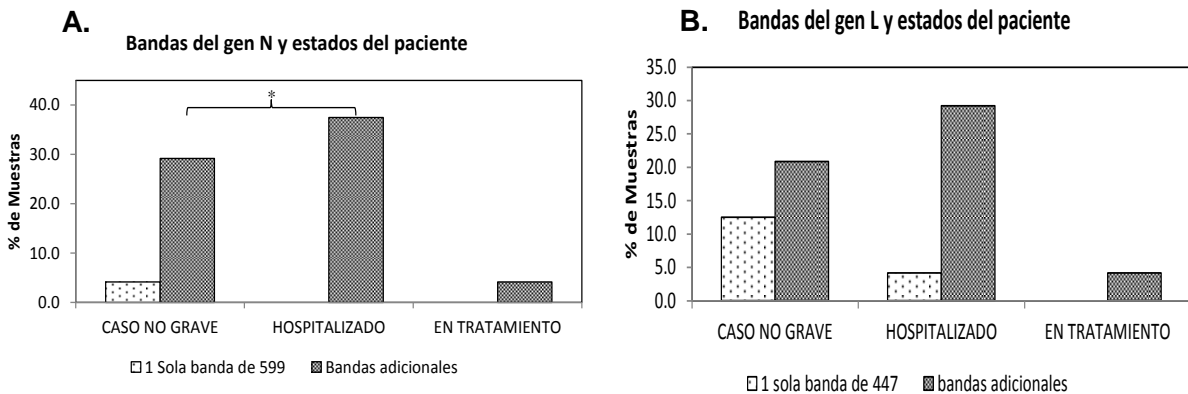 A.
Bandas del gen N y estados del paciente
% de Muestras
40.0
30.0
20.0
10.0
0.0
*
CASO NO GRAVE HOSPITALIZADO EN TRATAMIENTO
1 Sola banda de 599 Bandas adicionales
B.
Bandas del gen L y estados del paciente
% de Muestras
35.0
30.0
25.0
20.0
15.0
10.0
5.0
0.0
CASO NO GRAVE HOSPITALIZADO EN TRATAMIENTO
1 sola banda de 447 bandas adicionales